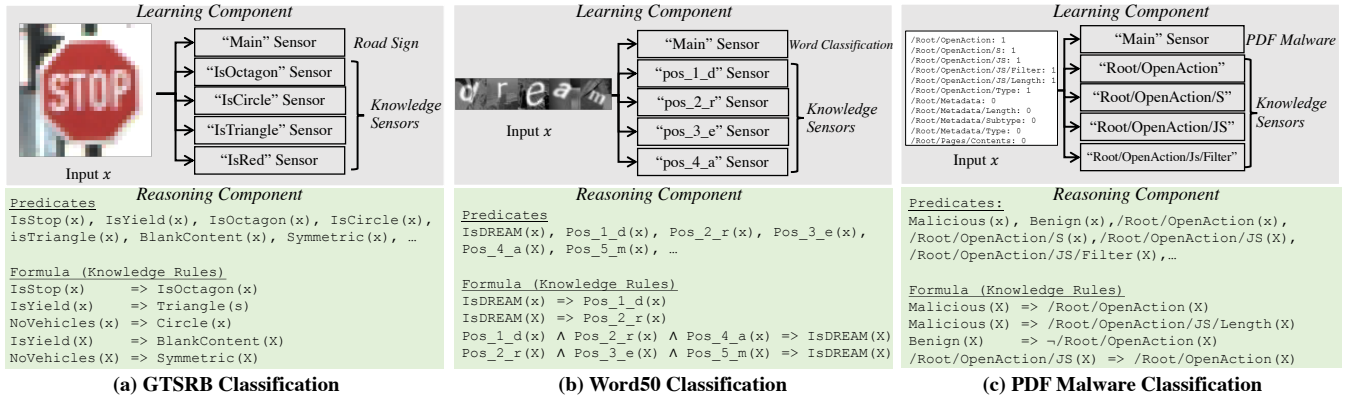 Learning Component
STOP
"Main" Sensor
Road Sign
"IsOctagon" Sensor
"IsCircle" Sensor
"IsTriangle" Sensor
"IsRed" Sensor
Knowledge
Sensors
Input x
Reasoning Component
Predicates
IsStop(x), IsYield(x), IsOctagon(x), IsCircle(x),
isTriangle(x), BlankContent(x), Symmetric(x), …
Formula (Knowledge Rules)
IsStop(x) => IsOctagon(x)
IsYield(x) => Triangle(s)
NoVehicles(x) => Circle(x)
IsYield(X) => BlankContent(X)
NoVehicles(X) => Symmetric(X)
(a) GTSRB Classification
Learning Component
dream
"Main" Sensor
Word Classification
"pos_1_d" Sensor
"pos_2_r" Sensor
"pos_3_e" Sensor
"pos_4_a" Sensor
Knowledge
Sensors
Input x
Reasoning Component
Predicates
IsDREAM(x), Pos_1_d(x), Pos_2_r(x), Pos_3_e(x),
Pos_4_a(X), Pos_5_m(x), …
Formula (Knowledge Rules)
IsDREAM(x) => Pos_1_d(x)
IsDREAM(X) => Pos_2_r(x)
Pos_1_d(x) ∧ Pos_2_r(x) ∧ Pos_4_a(x) => IsDREAM(X)
Pos_2_r(X) ∧ Pos_3_e(X) ∧ Pos_5_m(X) => IsDREAM(X)
(b) Word50 Classification
Learning Component
/Root/OpenAction: 1
/Root/OpenAction/S: 1
/Root/OpenAction/JS: 1
/Root/OpenAction/JS/Filter: 1
/Root/OpenAction/JS/Length: 1
/Root/OpenAction/Type: 1
/Root/Metadata: 0
/Root/Metadata/Length: 0
/Root/Metadata/Subtype: 0
/Root/Metadata/Type: 0
/Root/Pages/Contents: 0
"Main" Sensor
PDF Malware
"Root/OpenAction"
"Root/OpenAction/S"
"Root/OpenAction/JS"
"Root/OpenAction/Js/Filter"
Knowledge
Sensors
Input x
Reasoning Component
Predicates:
Malicious(x), Benign(x),/Root/OpenAction(x),
/Root/OpenAction/S(x),/Root/OpenAction/JS(X),
/Root/OpenAction/JS/Filter(X),…
Formula (Knowledge Rules)
Malicious(X) => /Root/OpenAction(X)
Malicious(X) => /Root/OpenAction/JS/Length(X)
Benign(X) => ¬/Root/OpenAction(X)
/Root/OpenAction/JS(X) => /Root/OpenAction(X)
(c) PDF Malware Classification